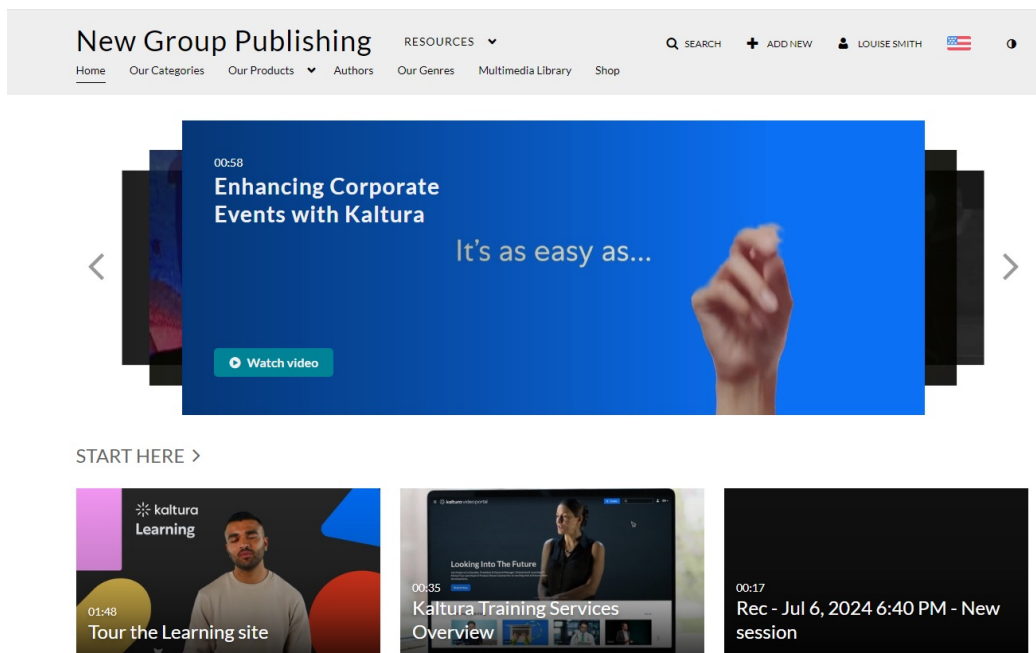 New Group Publishing
RESOURCES
SEARCH
ADD NEW
LOUISE SMITH
Home
Our Categories
Our Products
Authors
Our Genres
Multimedia Library
Shop
00:58
Enhancing Corporate
Events with Kaltura
It's as easy as...
Watch video
START HERE >
kaltura
Learning
01:48
Tour the Learning site
kaltura videoportal
Looking Into The Future
00:35
Kaltura Training Services
Overview
00:17
Rec - Jul 6, 2024 6:40 PM - New
session